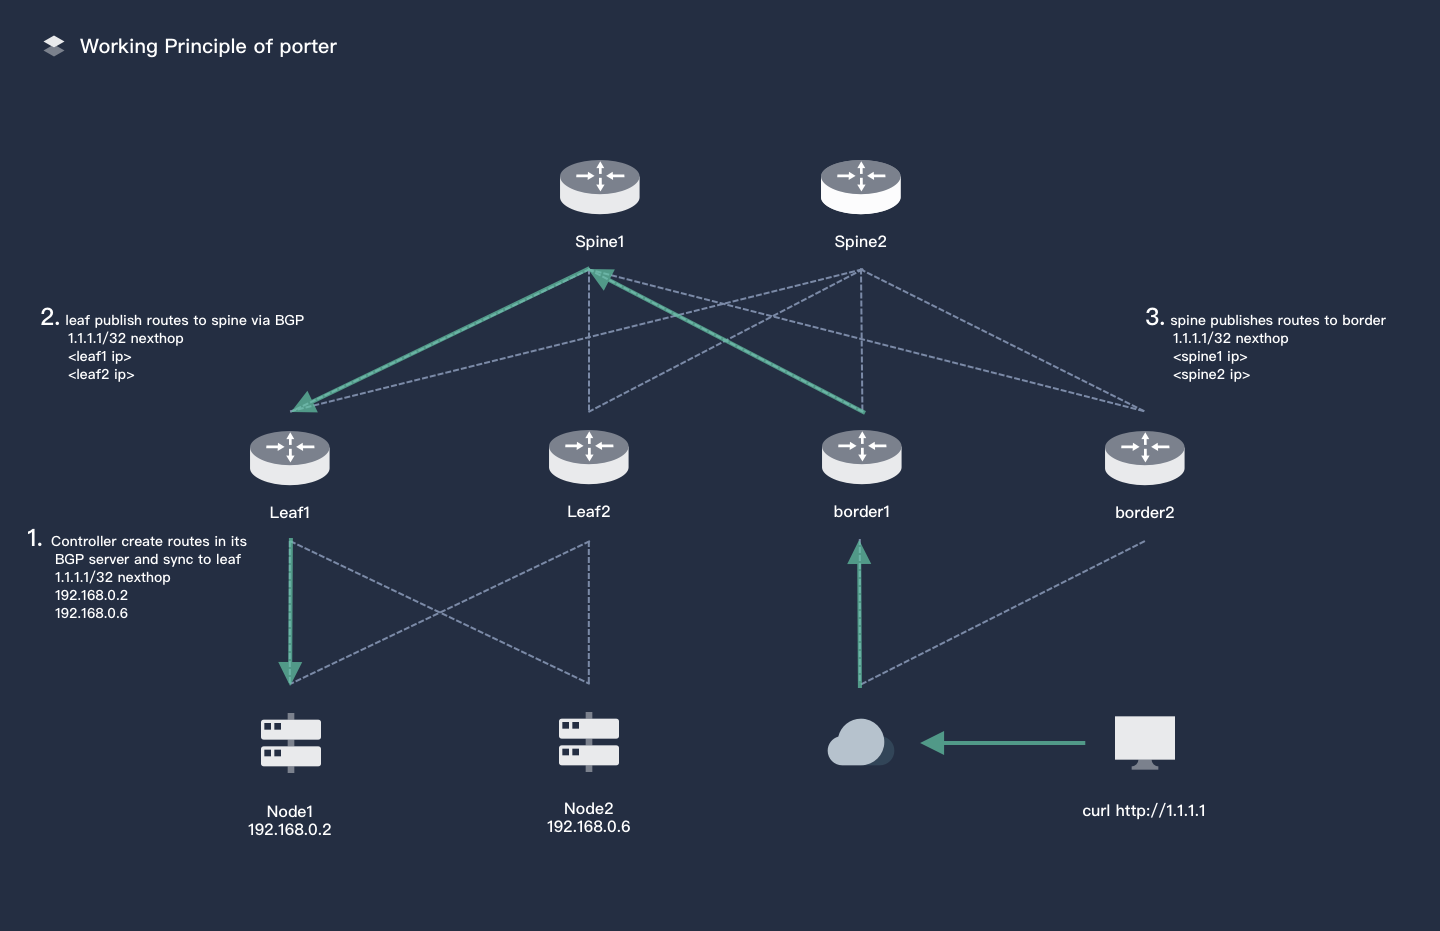 Working Principle of porter
Spine1
Spine2
2. leaf publish routes to spine via BGP
1.1.1.1/32 nexthop
<leaf1 ip>
<leaf2 ip>
3. spine publishes routes to border
1.1.1.1/32 nexthop
<spine1 ip>
<spine2 ip>
Leaf1
Leaf2
border1
border2
1. Controller create routes in its
BGP server and sync to leaf
1.1.1.1/32 nexthop
192.168.0.2
192.168.0.6
Node1
192.168.0.2
Node2
192.168.0.6
curl http://1.1.1.1